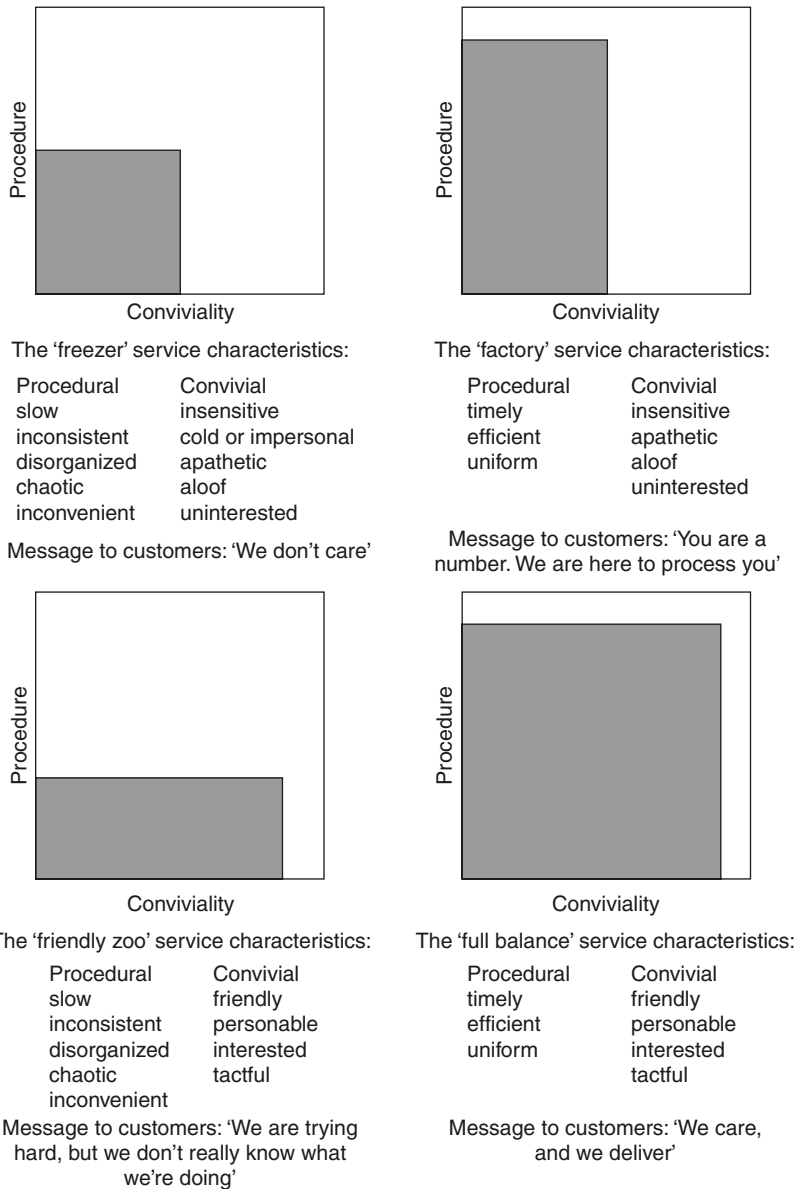 Procedure
Conviviality
The ‘freezer’ service characteristics:
Procedural Convivial
slow insensitive
inconsistent cold or impersonal
disorganized apathetic
chaotic aloof
inconvenient uninterested
Message to customers: ‘We don’t care’
Procedure
Conviviality
The ‘factory’ service characteristics:
Procedural Convivial
timely insensitive
efficient apathetic
uniform aloof
uninterested
Message to customers: ‘You are a
number. We are here to process you’
Procedure
Conviviality
The ‘friendly zoo’ service characteristics:
Procedural Convivial
slow friendly
inconsistent personable
disorganized interested
chaotic tactful
inconvenient
Message to customers: ‘We are trying
hard, but we don’t really know what
we’re doing’
Procedure
Conviviality
The ‘full balance’ service characteristics:
Procedural Convivial
timely friendly
efficient personable
uniform interested
tactful
Message to customers: ‘We care,
and we deliver’